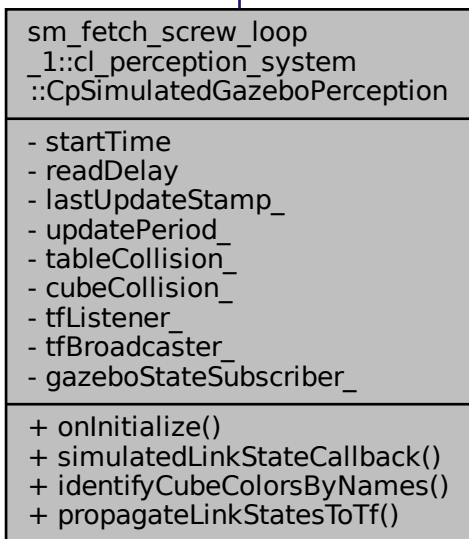 sm_fetch_screw_loop
_1::cl_perception_system
::CpSimulatedGazeboPerception
- startTime
- readDelay
- lastUpdateStamp_
- updatePeriod_
- tableCollision_
- cubeCollision_
- tfListener_
- tfBroadcaster_
- gazeboStateSubscriber_
+ onInitialize()
+ simulatedLinkStateCallback()
+ identifyCubeColorsByNames()
+ propagateLinkStatesToTf()